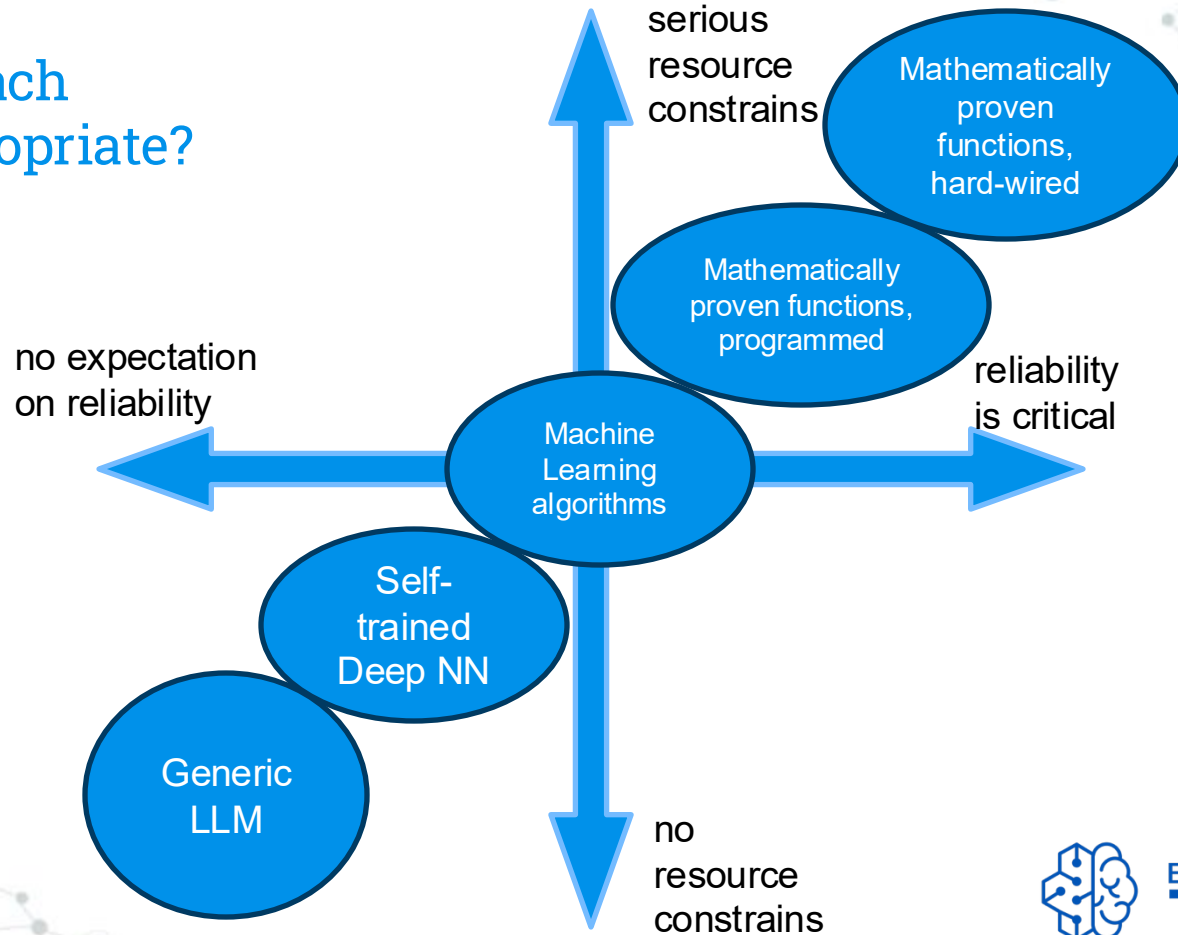 serious
resource
constrains
Mathematically
proven
functions,
hard-wired
Mathematically
proven functions,
programmed
no expectation
on reliability
reliability
is critical
Machine
Learning
algorithms
Self-
trained
Deep NN
Generic
LLM
no
resource
constrains